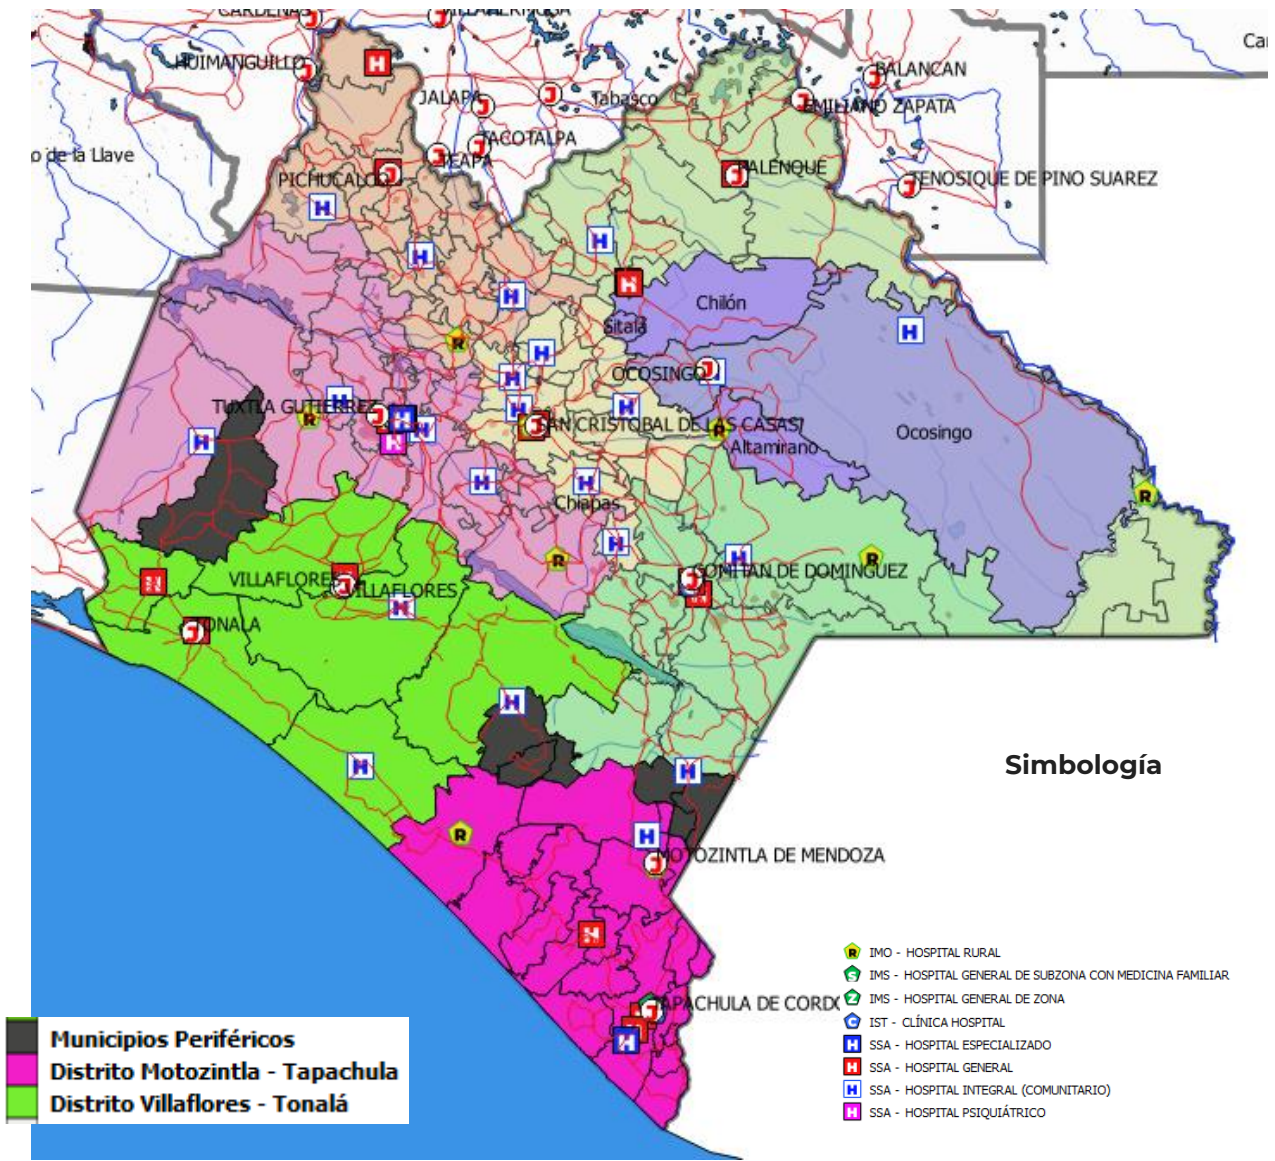 CARDENAS
VILLAHERMOSA
HUIMANGUILLO
BALANCAN
JALAPA
Tabasco
EMILIANO ZAPATA
TACOTALPA
TEAPA
o de la Llave
PICHUCALCO
PALENQUE
TENOSIQUE DE PINO SUAREZ
Chilón
Sitalá
OCOSINGO
TUXTLA GUTIERREZ
SAN CRISTOBAL DE LAS CASAS
Ocosingo
Altamirano
Chiapas
COMITAN DE DOMINGUEZ
VILLAFLORES
VILLAFLORES
TONALA
Simbología
MOTOZINTLA DE MENDOZA
TAPACHULA DE CORDO
IMO - HOSPITAL RURAL
IMS - HOSPITAL GENERAL DE SUBZONA CON MEDICINA FAMILIAR
IMS - HOSPITAL GENERAL DE ZONA
IST - CLÍNICA HOSPITAL
SSA - HOSPITAL ESPECIALIZADO
SSA - HOSPITAL GENERAL
SSA - HOSPITAL INTEGRAL (COMUNITARIO)
SSA - HOSPITAL PSIQUIÁTRICO
Municipios Periféricos
Distrito Motozintla - Tapachula
Distrito Villaflores - Tonalá